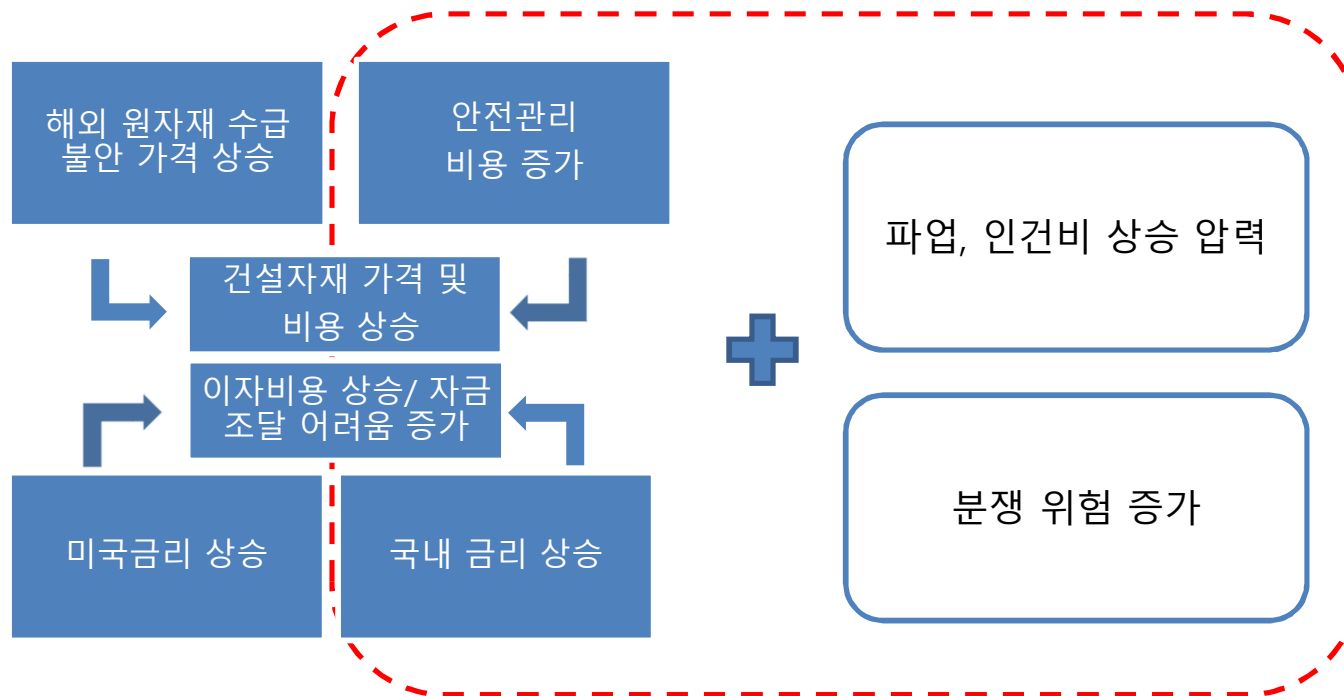 해외 원자재 수급
불안 가격 상승
안전관리
비용 증가
건설자재 가격 및
비용 상승
이자비용 상승/ 자금
조달 어려움 증가
미국금리 상승
국내 금리 상승
파업, 인건비 상승 압력
분쟁 위험 증가